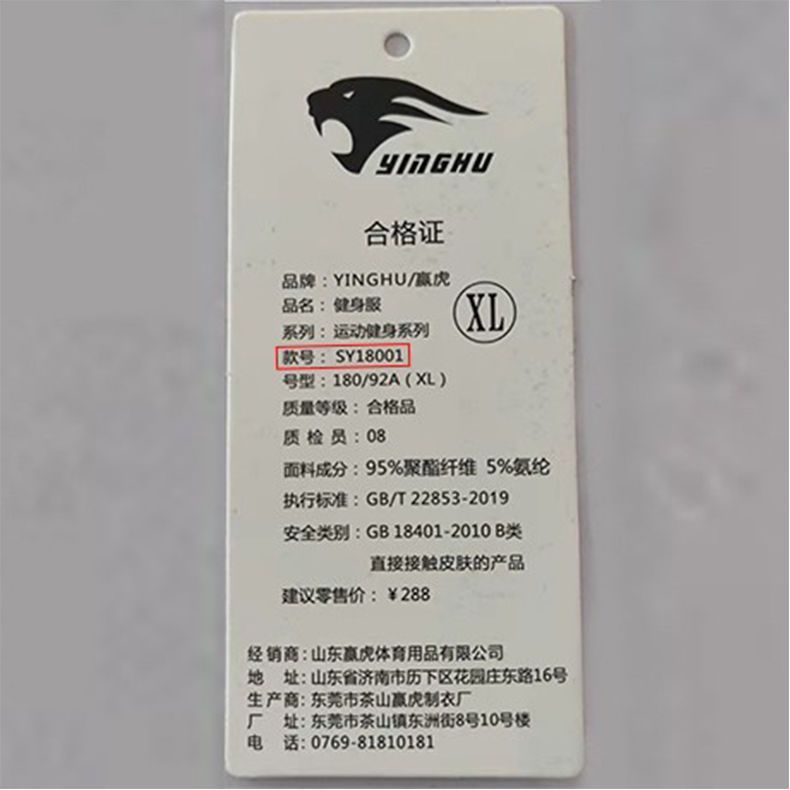 YINGHU
合格证
品牌：YINGHU/赢虎
品名： 健身服
XL
系列：运动健身系列
款号： SY18001
号型：180/92A（XL）
质量等级：合格品
质 检 员：08
面料成分：95%聚酯纤维 5%氨纶
执行标准：GB/T 22853-2019
安全类别：GB 18401-2010 B类
直接接触皮肤的产品
建议零售价：￥288
经 销 商：山东赢虎体育用品有限公司
地 址：山东省济南市历下区花园庄东路16号
生 产 商：东莞市茶山赢虎制衣厂
厂 址：东莞市茶山镇东洲街8号10号楼
电 话：0769-81810181